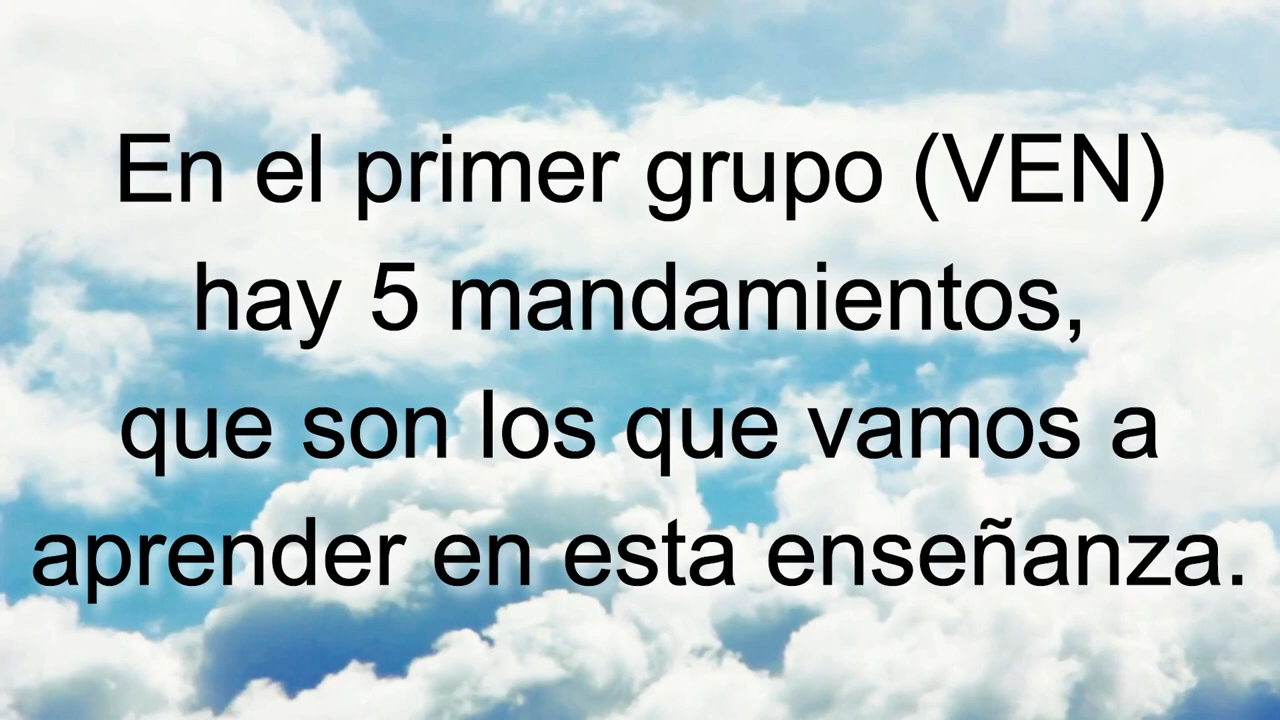 En el primer grupo (VEN)
hay 5 mandamientos,
que son los que vamos a
aprender en esta enseñanza.